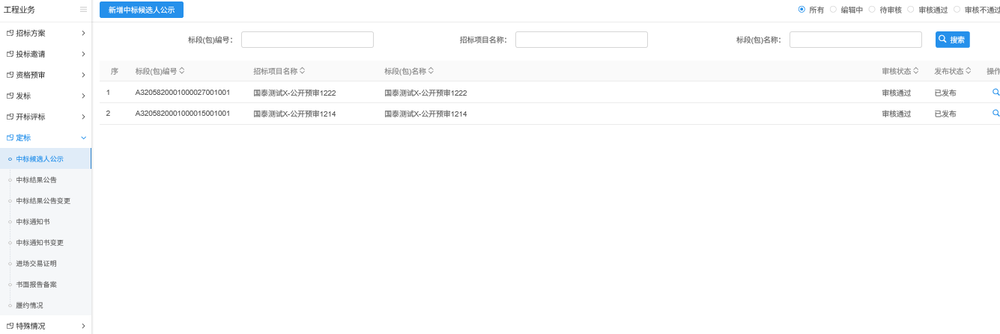 工程业务
新增中标候选人公示
所有 编辑中 待审核 审核通过 审核不通过
招标方案
投标邀请
资格预审
发标
开标评标
定标
中标候选人公示
中标结果公告
中标结果公告变更
中标通知书
中标通知书变更
进场交易证明
书面报告备案
履约情况
特殊情况
标段(包)编号： 招标项目名称： 标段(包)名称： 搜索
序 标段(包)编号 招标项目名称 标段(包)名称 审核状态 发布状态 操作
1 A3205820001000027001001 国泰测试X-公开预审1222 国泰测试X-公开预审1222 审核通过 已发布
2 A3205820001000015001001 国泰测试X-公开预审1214 国泰测试X-公开预审1214 审核通过 已发布